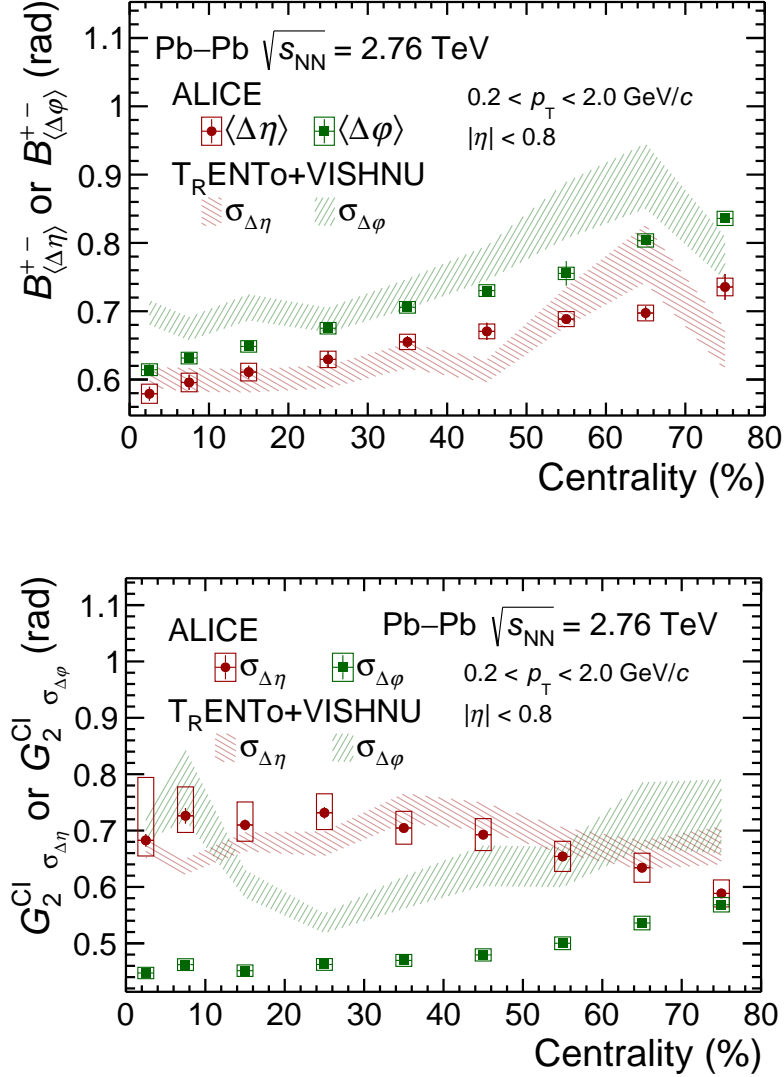 Pb−Pb √sNN = 2.76 TeV
ALICE
0.2 < pT < 2.0 GeV/c
⟨Δη⟩ ⟨Δφ⟩
|η| < 0.8
TRENTo+VISHNU
σΔη σΔφ
B+−⟨Δη⟩ or B+−⟨Δφ⟩ (rad)
1.1
1
0.9
0.8
0.7
0.6
0 10 20 30 40 50 60 70 80
Centrality (%)
ALICE
Pb−Pb √sNN = 2.76 TeV
σΔη σΔφ
0.2 < pT < 2.0 GeV/c
TRENTo+VISHNU
|η| < 0.8
σΔη σΔφ
G2CI σΔη or G2CI σΔφ (rad)
1.1
1
0.9
0.8
0.7
0.6
0.5
0 10 20 30 40 50 60 70 80
Centrality (%)